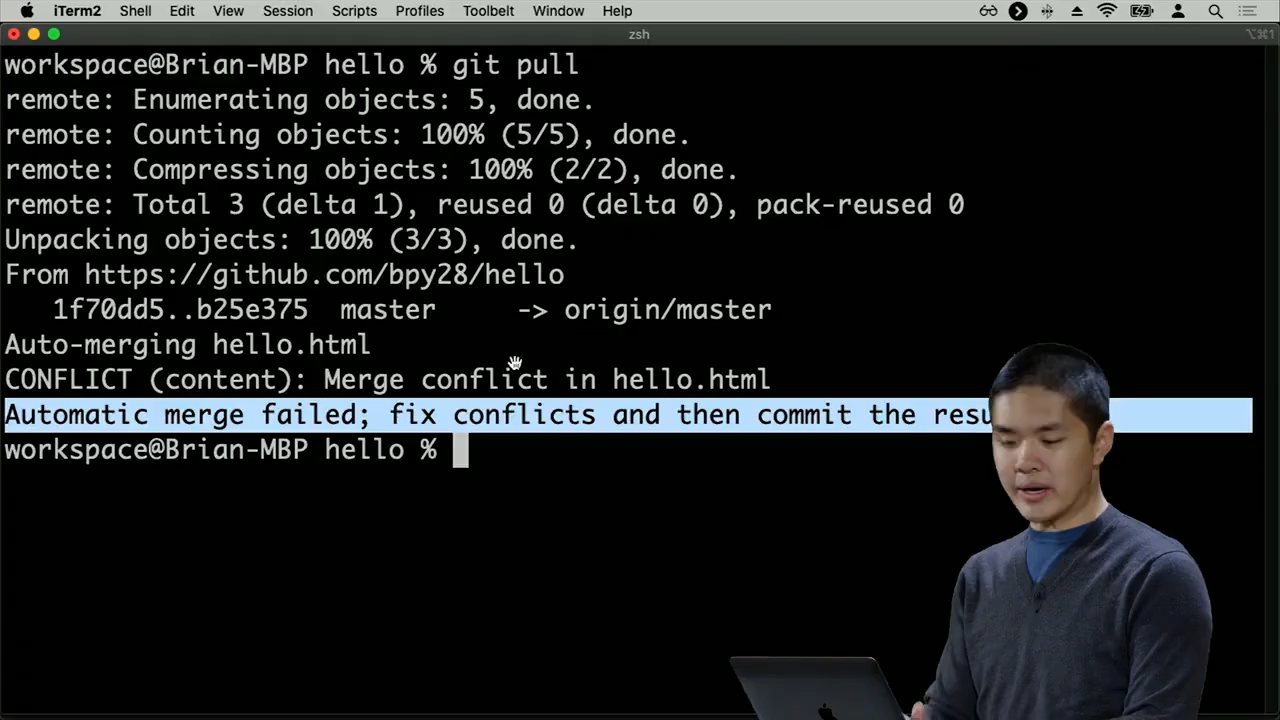 iTerm2 Shell Edit View Session Scripts Profiles Toolbelt Window Help
zsh
⌥⌘1
workspace@Brian-MBP hello % git pull
remote: Enumerating objects: 5, done.
remote: Counting objects: 100% (5/5), done.
remote: Compressing objects: 100% (2/2), done.
remote: Total 3 (delta 1), reused 0 (delta 0), pack-reused 0
Unpacking objects: 100% (3/3), done.
From https://github.com/bpy28/hello
1f70dd5..b25e375 master -> origin/master
Auto-merging hello.html
CONFLICT (content): Merge conflict in hello.html
Automatic merge failed; fix conflicts and then commit the
workspace@Brian-MBP hello %